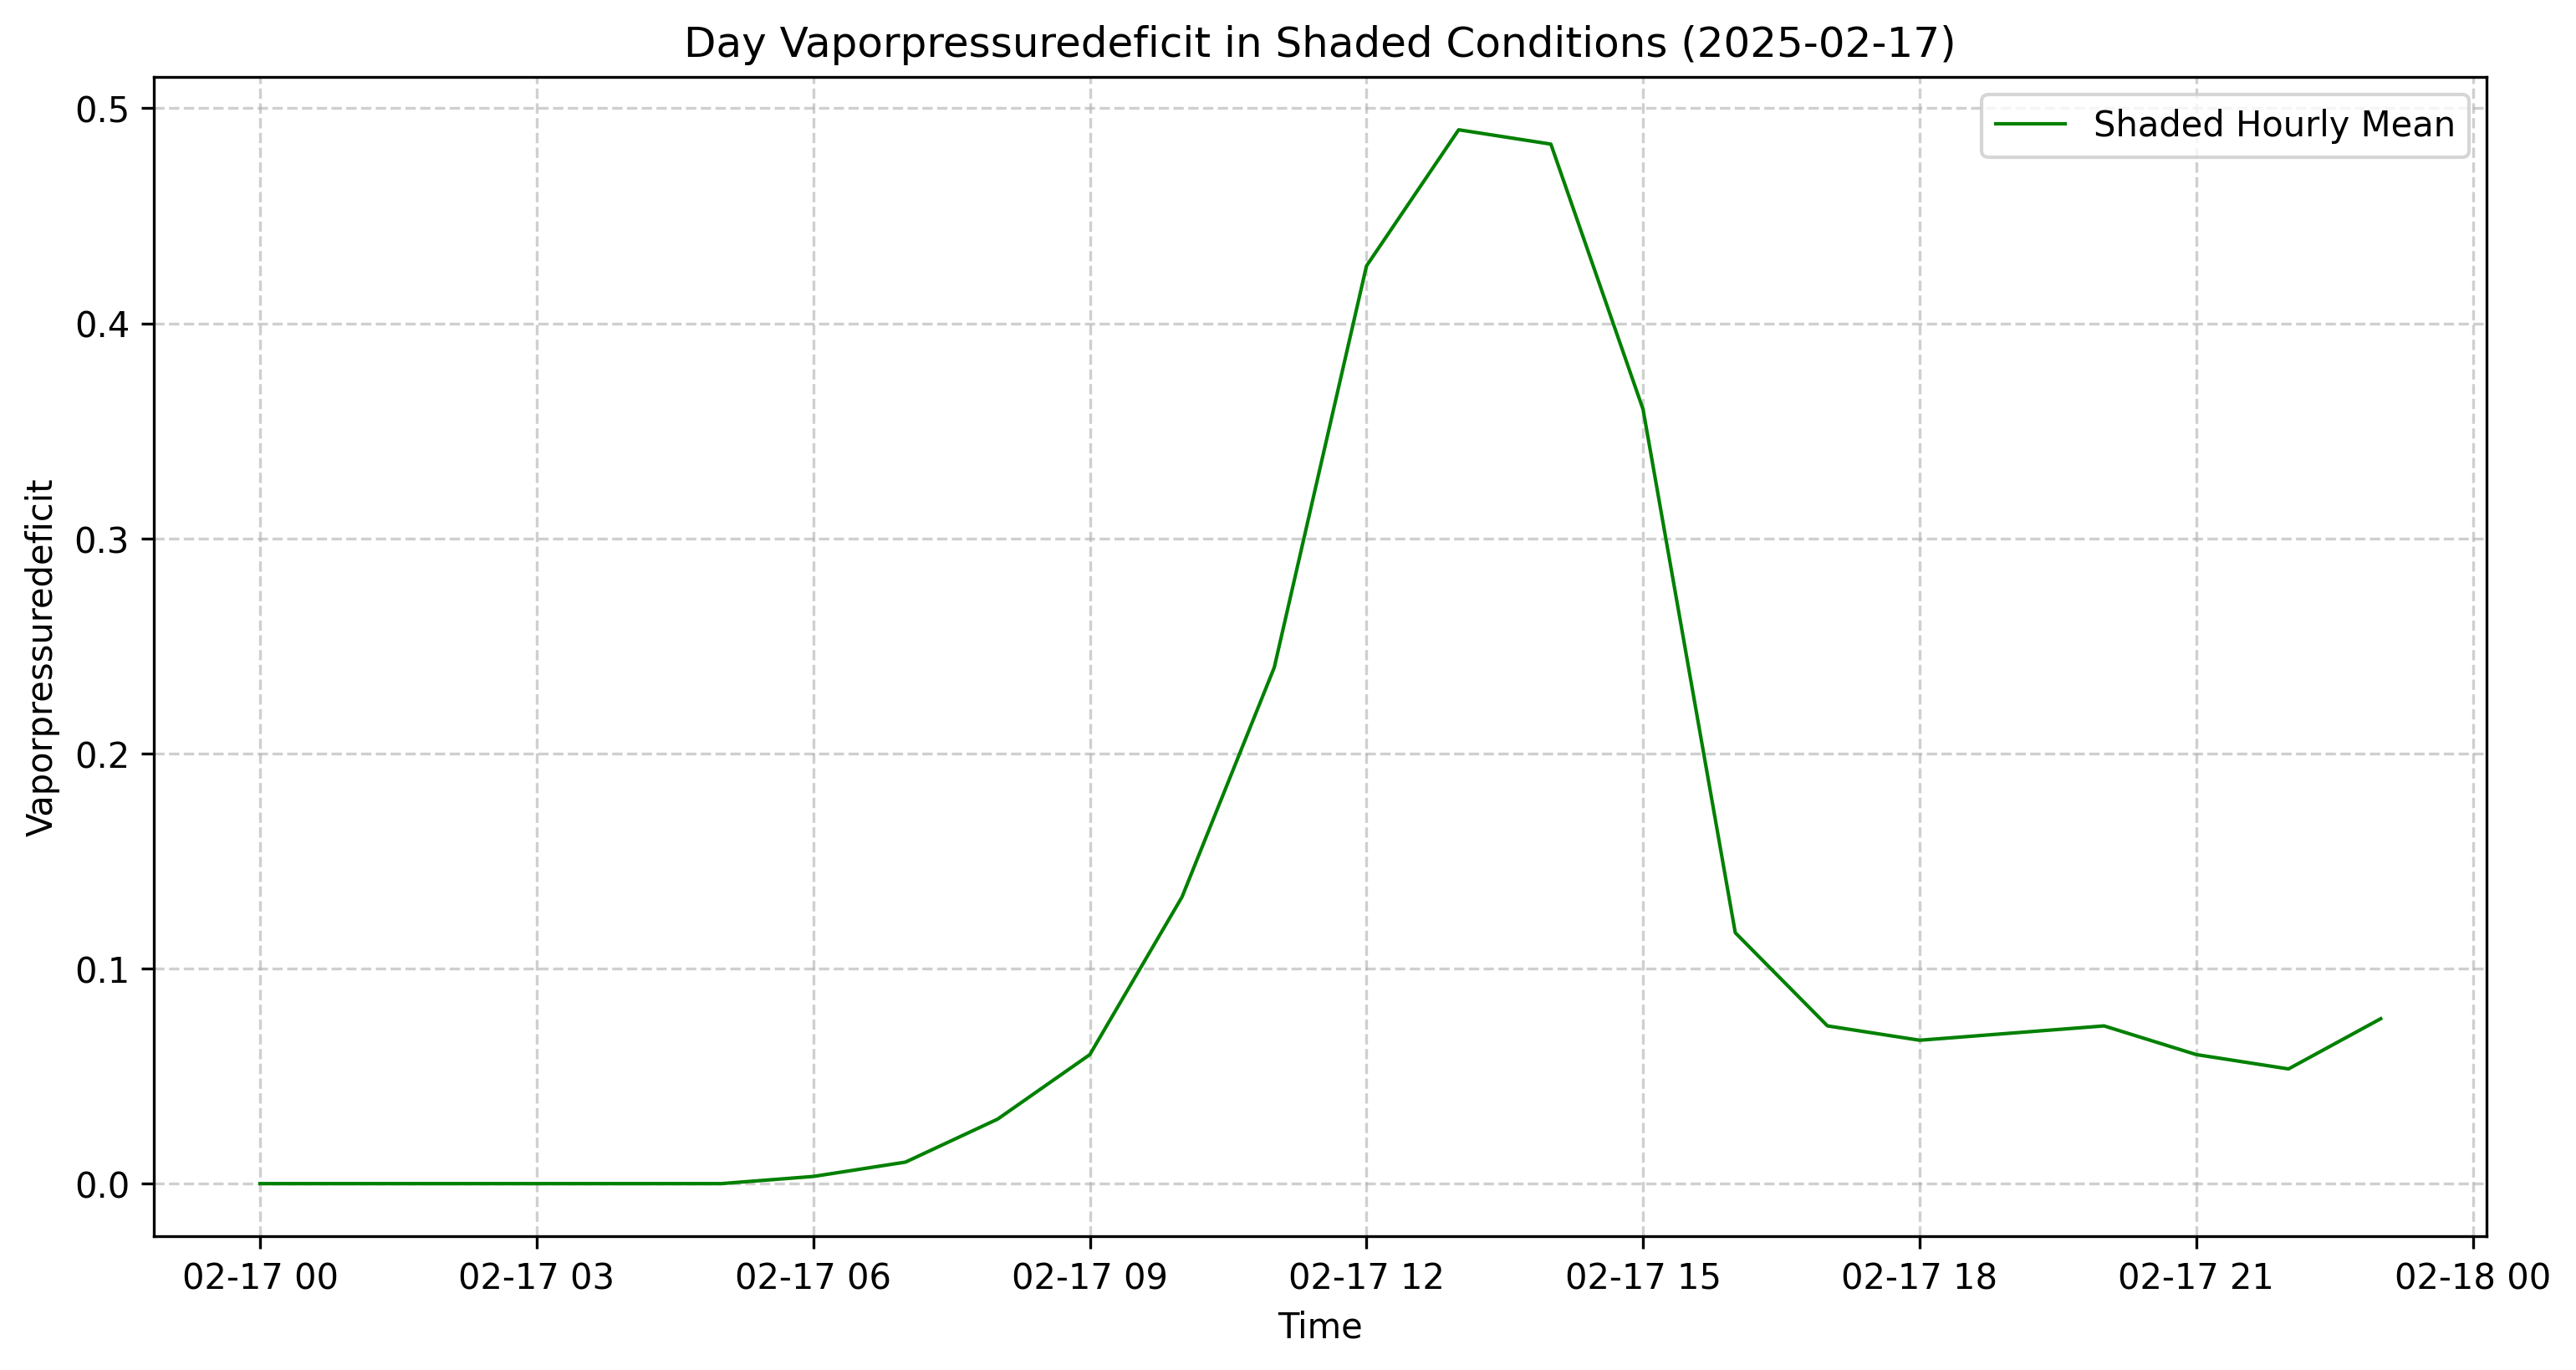 Day Vaporpressuredeficit in Shaded Conditions (2025-02-17)
Shaded Hourly Mean
Vaporpressuredeficit
0.5
0.4
0.3
0.2
0.1
0.0
02-17 00 02-17 03 02-17 06 02-17 09 02-17 12 02-17 15 02-17 18 02-17 21 02-18 00
Time